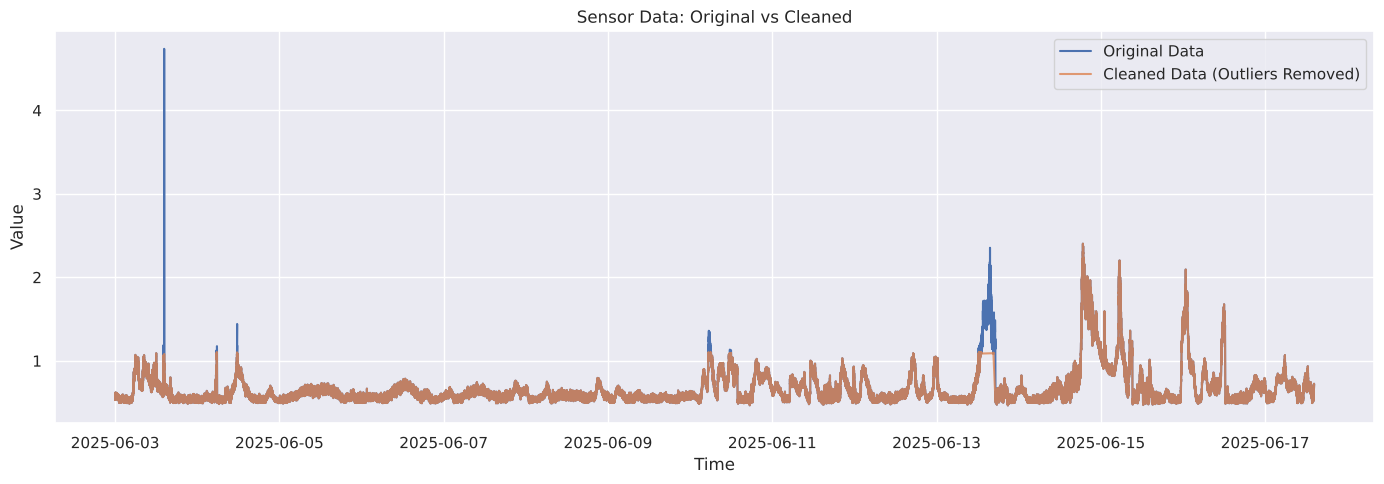 Sensor Data: Original vs Cleaned
Original Data
Cleaned Data (Outliers Removed)
Value
4
3
2
1
2025-06-03
2025-06-05
2025-06-07
2025-06-09
2025-06-11
2025-06-13
2025-06-15
2025-06-17
Time